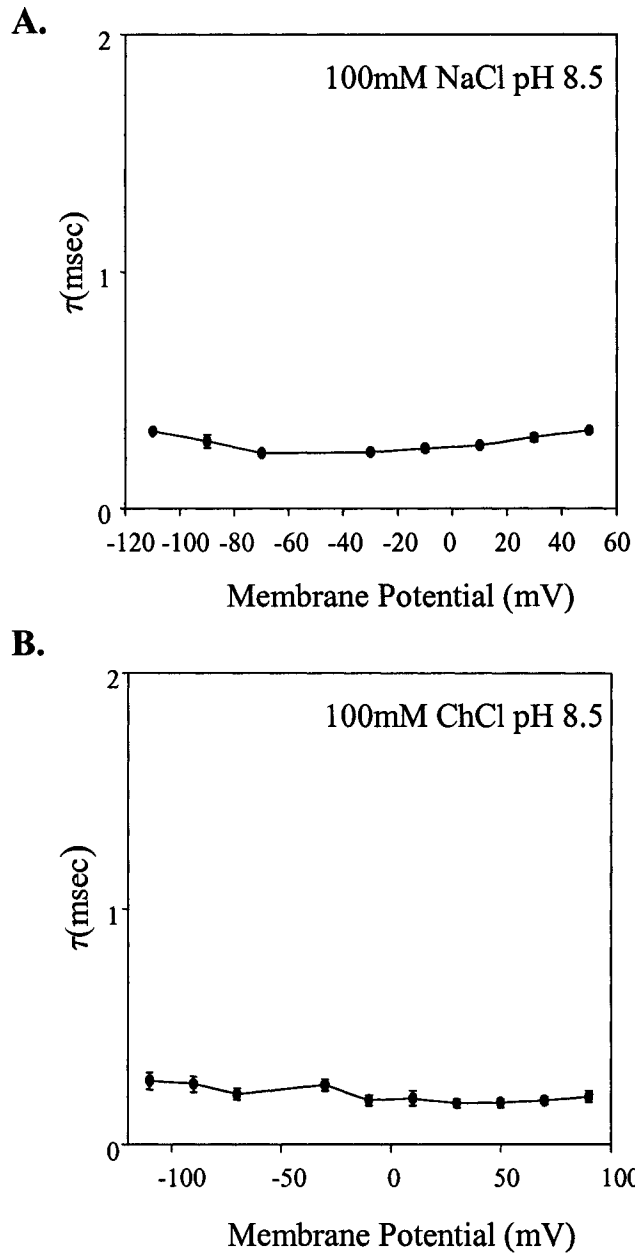 A.
2
100mM NaCl pH 8.5
τ(msec)
1
0
-120 -100 -80 -60 -40 -20 0 20 40 60
Membrane Potential (mV)
B.
2
100mM ChCl pH 8.5
τ(msec)
1
0
-100 -50 0 50 100
Membrane Potential (mV)